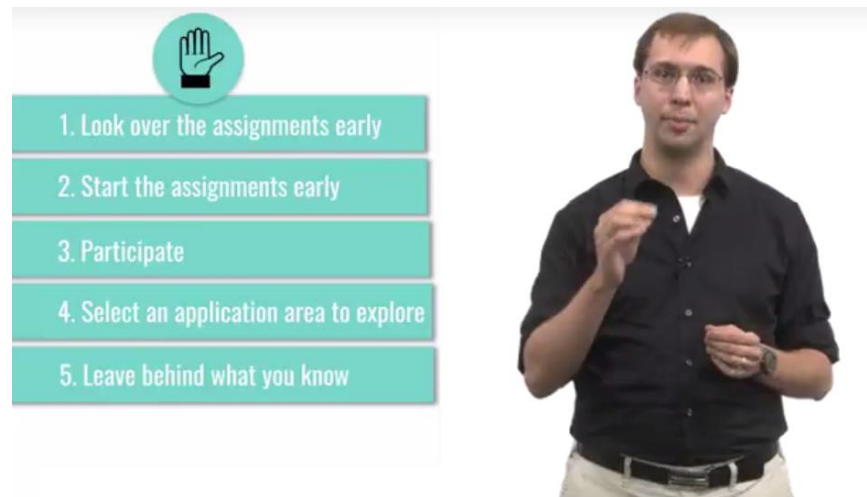 1. Look over the assignments early
2. Start the assignments early
3. Participate
4. Select an application area to explore
5. Leave behind what you know